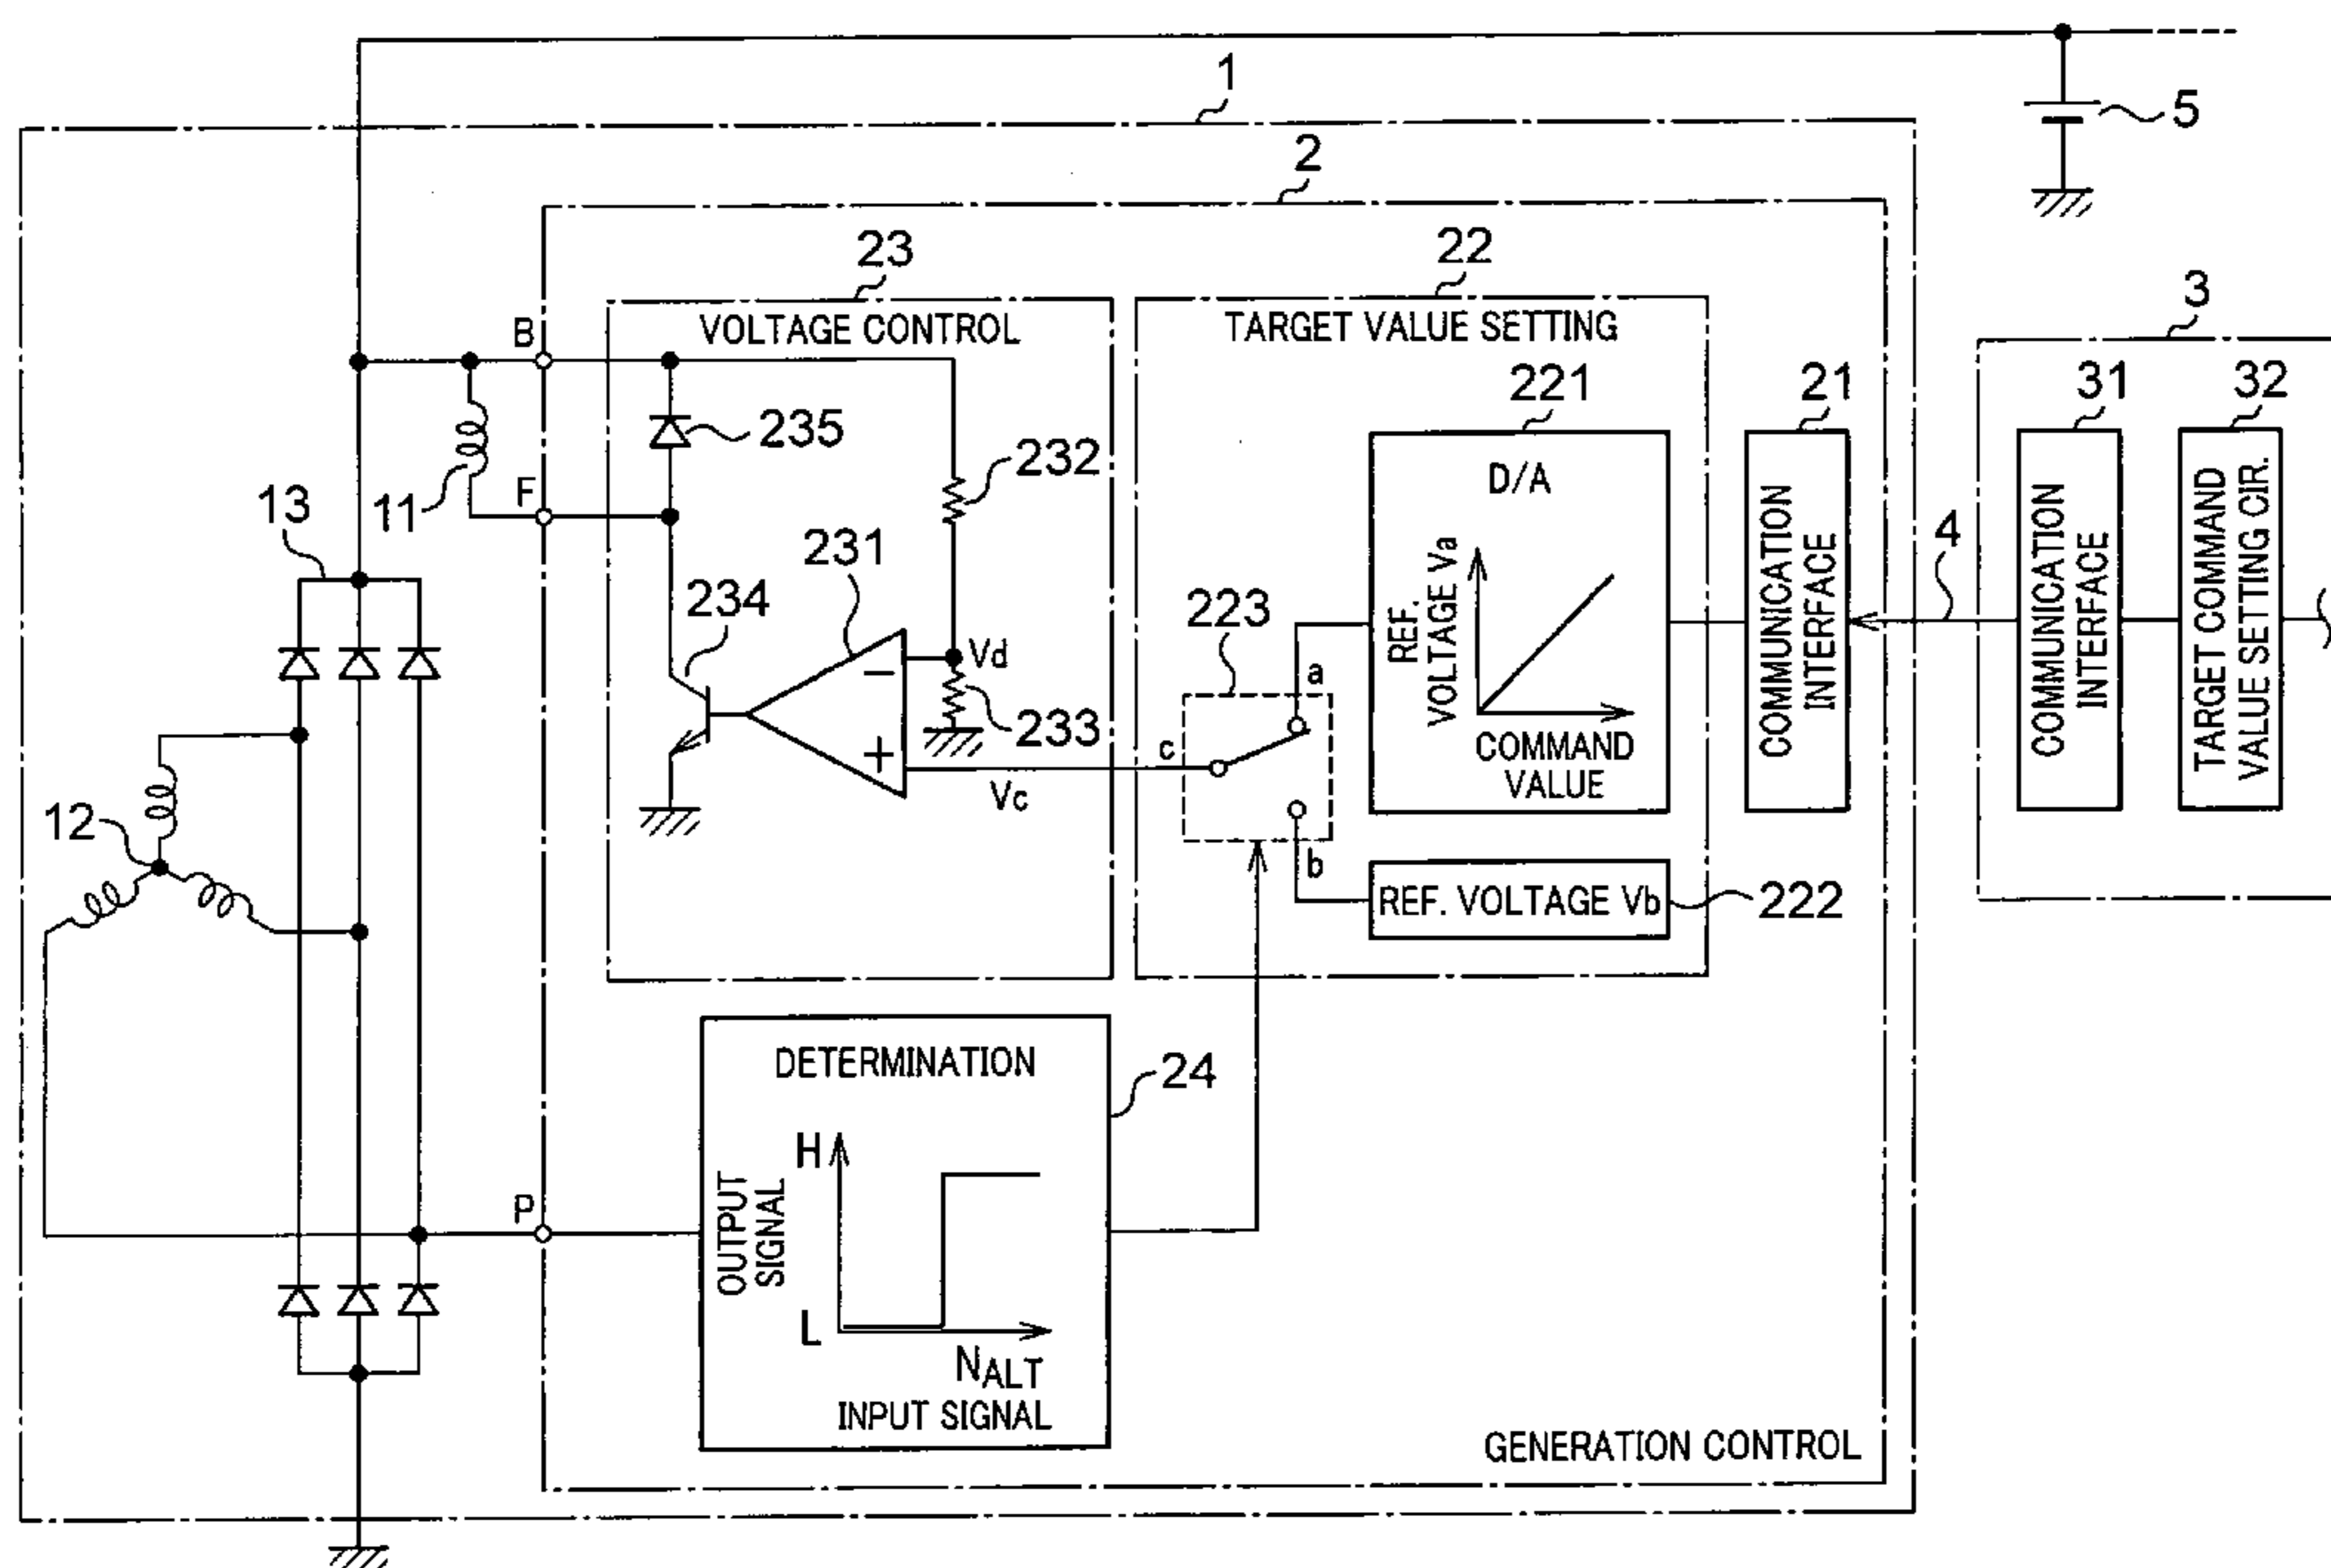 1
5
2
23
22
3
VOLTAGE CONTROL
TARGET VALUE SETTING
B
235
221
21
31
32
232
D/A
11
F
13
231
234
REF.
VOLTAGE Va
COMMUNICATION
INTERFACE
4
COMMUNICATION
INTERFACE
TARGET COMMAND
VALUE SETTING CIR.
223
Vd
−
a
233
+
c
COMMAND
VALUE
Vc
12
b
REF. VOLTAGE Vb
222
DETERMINATION
24
H
OUTPUT
SIGNAL
P
L
NALT
INPUT SIGNAL
GENERATION CONTROL